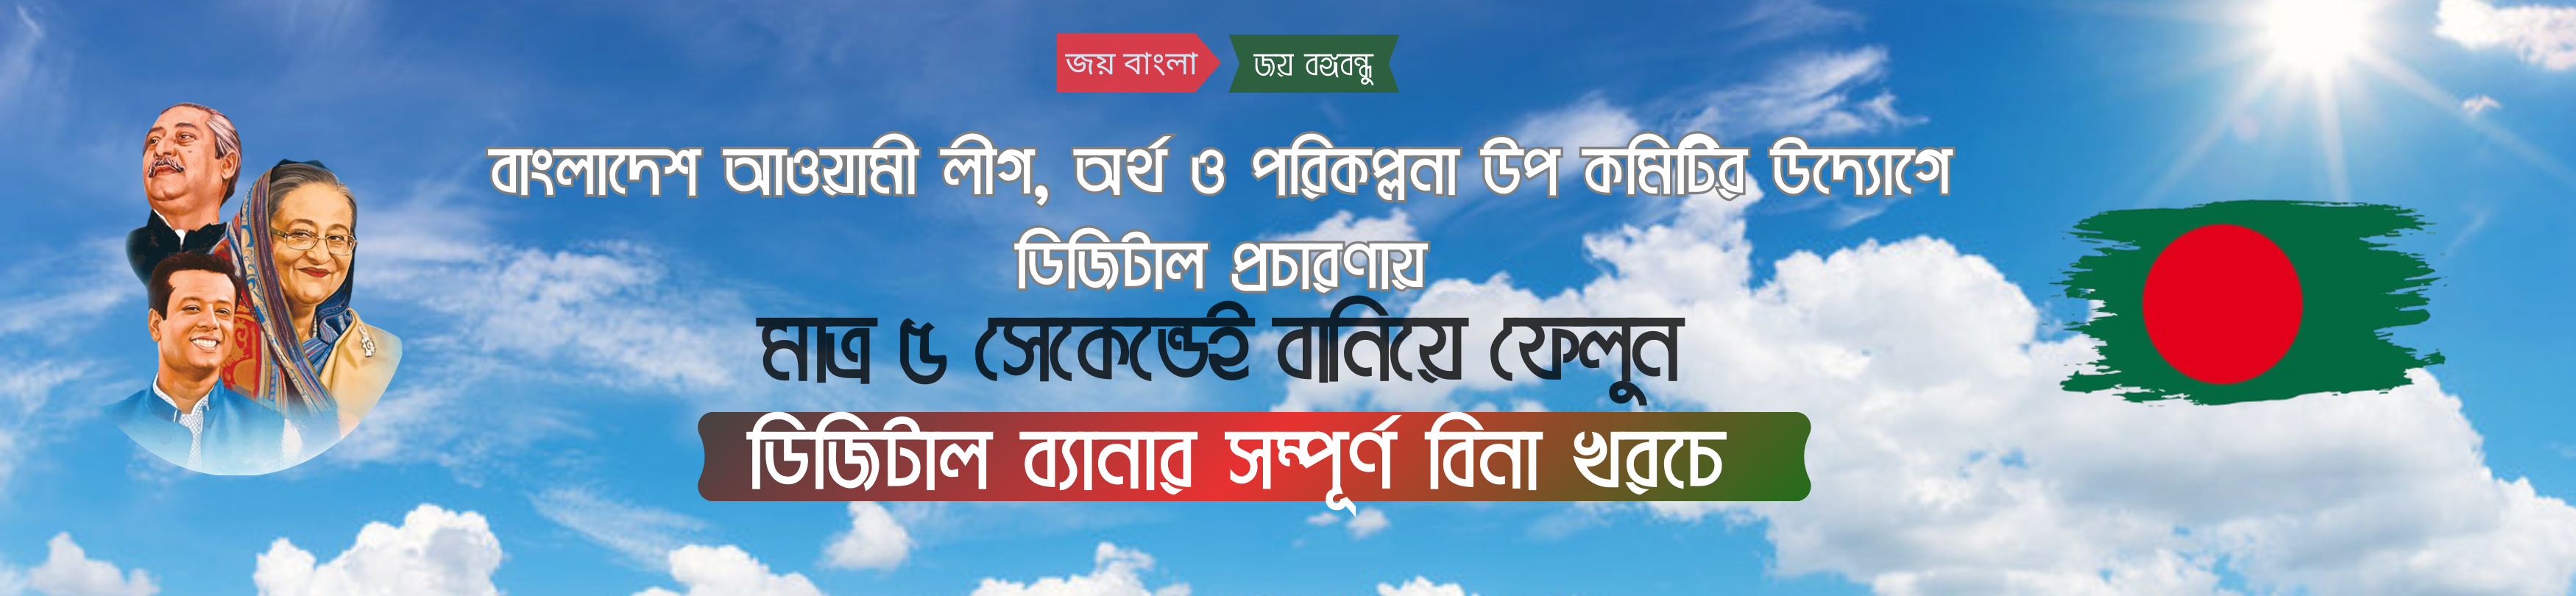 জয় বাংলা জয় বঙ্গবন্ধু
বাংলাদেশ আওয়ামী লীগ, অর্থ ও পরিকল্পনা উপ কমিটির উদ্যোগে
ডিজিটাল প্রচারণায়
মাত্র ৫ সেকেন্ডেই বানিয়ে ফেলুন
ডিজিটাল ব্যানার সম্পূর্ণ বিনা খরচে